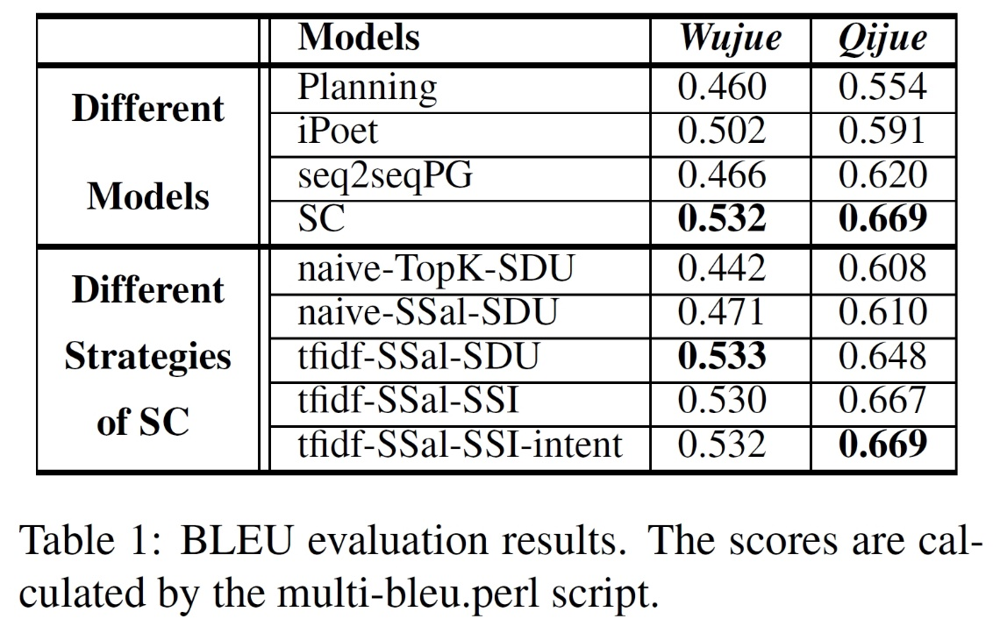 Models Wujue Qijue
Different Models
Planning 0.460 0.554
iPoet 0.502 0.591
seq2seqPG 0.466 0.620
SC 0.532 0.669
Different Strategies of SC
naive-TopK-SDU 0.442 0.608
naive-SSal-SDU 0.471 0.610
tfidf-SSal-SDU 0.533 0.648
tfidf-SSal-SSI 0.530 0.667
tfidf-SSal-SSI-intent 0.532 0.669
Table 1: BLEU evaluation results. The scores are cal-
culated by the multi-bleu.perl script.